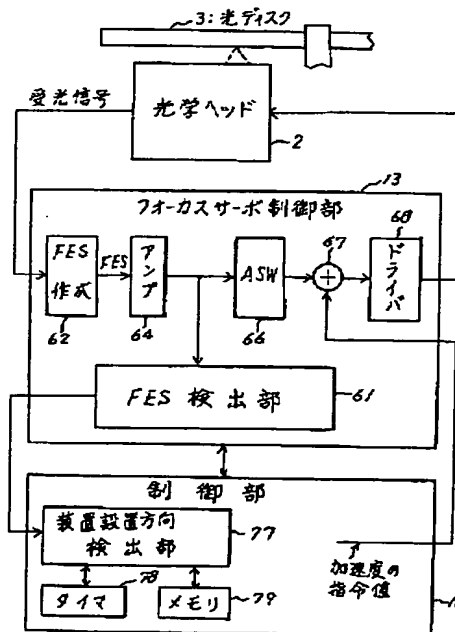 3:光ディスク
受光信号
光学ヘッド
2
13
フォーカスサーボ制御部
FES
作成
FES
アンプ
ASW
67
68
ドライバ
62
64
66
FES 検出部
61
制御部
装置設置方向
検出部
77
タイマ
78
メモリ
79
加速度の
指令値